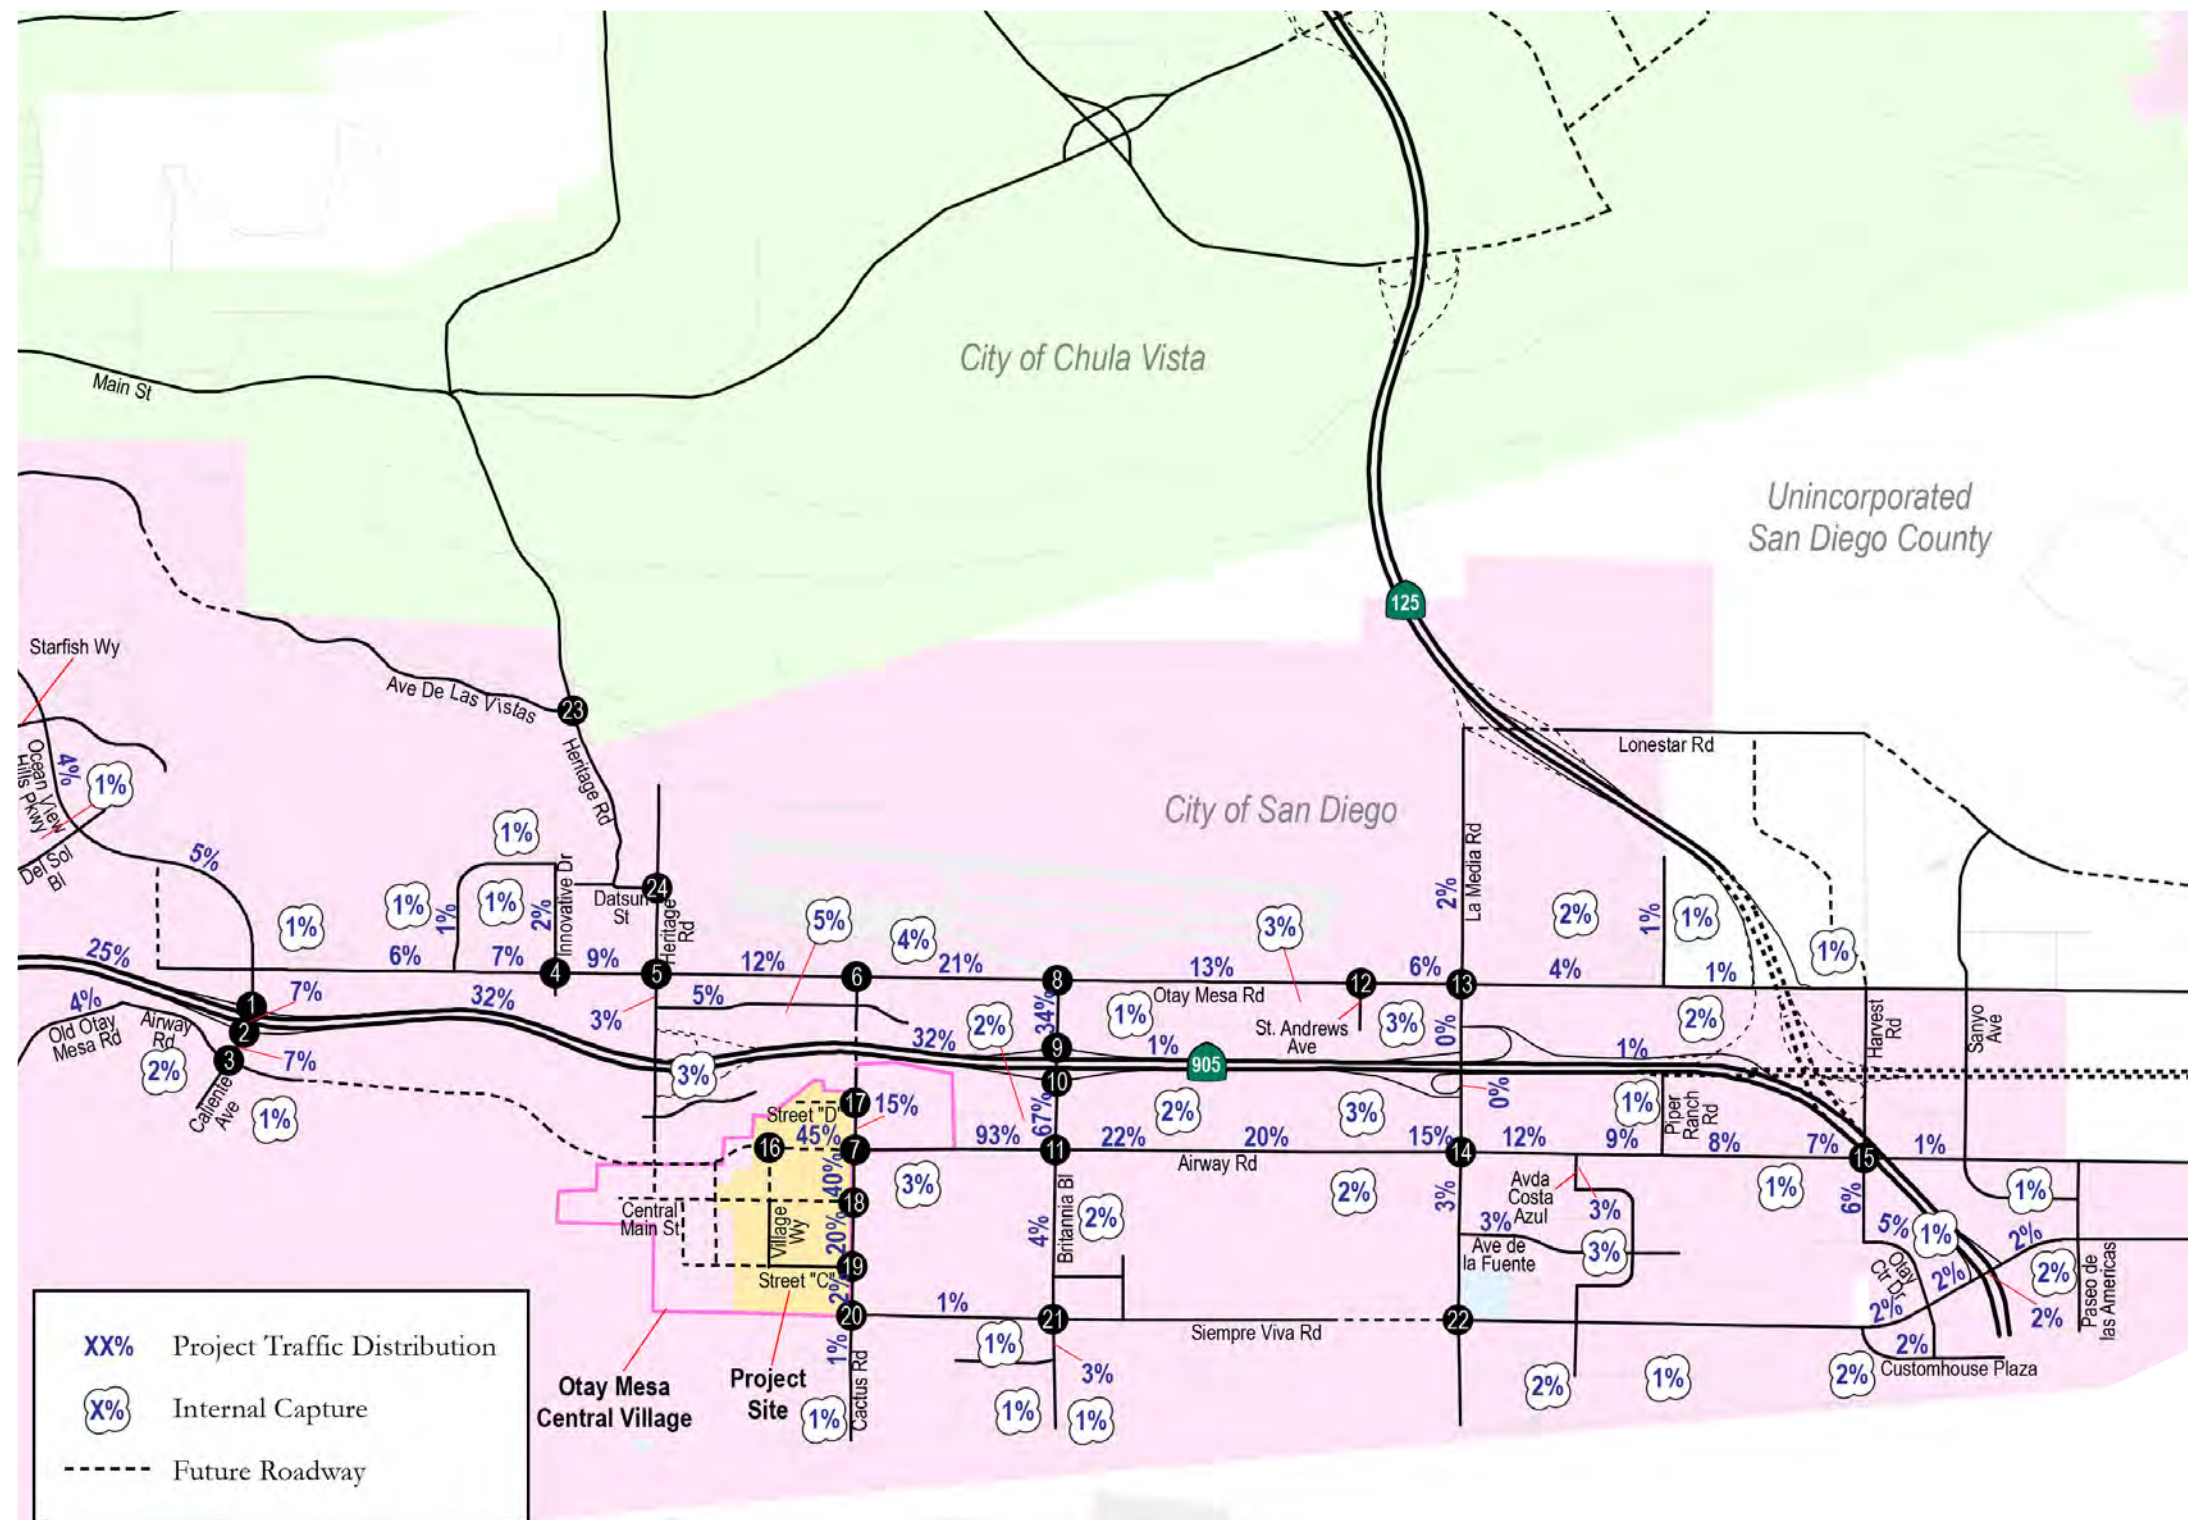 City of Chula Vista
Main St
Unincorporated
San Diego County
125
Starfish Wy
Ave De Las Vistas
23
Heritage Rd
Lonestar Rd
Ocean View
Hills Pkwy
4%
1%
Del Sol
Bl
City of San Diego
La Media Rd
2%
5%
1%
1%
1%
1%
1%
2%
Innovative Dr
Datsun
St
24
Heritage
Rd
5%
4%
3%
2%
1%
1%
1%
25%
6%
7%
4
9%
5
12%
6
21%
8
13%
12
6%
13
4%
1%
Otay Mesa Rd
4%
Old Otay
Mesa Rd
Airway
Rd
1
2
3
7%
7%
32%
3%
5%
32%
2%
34%
9
10
1%
1%
905
St. Andrews
Ave
3%
0%
0%
2%
1%
Harvest
Rd
Sanyo
Ave
2%
Caliente
Ave
1%
3%
Street "D"
17
15%
67%
2%
3%
1%
Piper
Ranch
Rd
16
45%
7
93%
11
22%
20%
15%
14
12%
9%
8%
7%
15
1%
Airway Rd
40%
3%
18
Central
Main St
Village
Wy
20%
19
Street "C"
2%
20
4%
Britannia Bl
2%
2%
3%
Avda
Costa
Azul
3%
3%
Ave de
la Fuente
3%
1%
6%
5%
1%
2%
1%
2%
Otay
Ctr Dr
2%
2%
2%
2%
Customhouse Plaza
Paseo de
las Americas
1%
21
Siempre Viva Rd
22
1%
Cactus Rd
1%
3%
1%
1%
1%
2%
1%
2%
Otay Mesa
Central Village
Project
Site
XX% Project Traffic Distribution
X% Internal Capture
Future Roadway